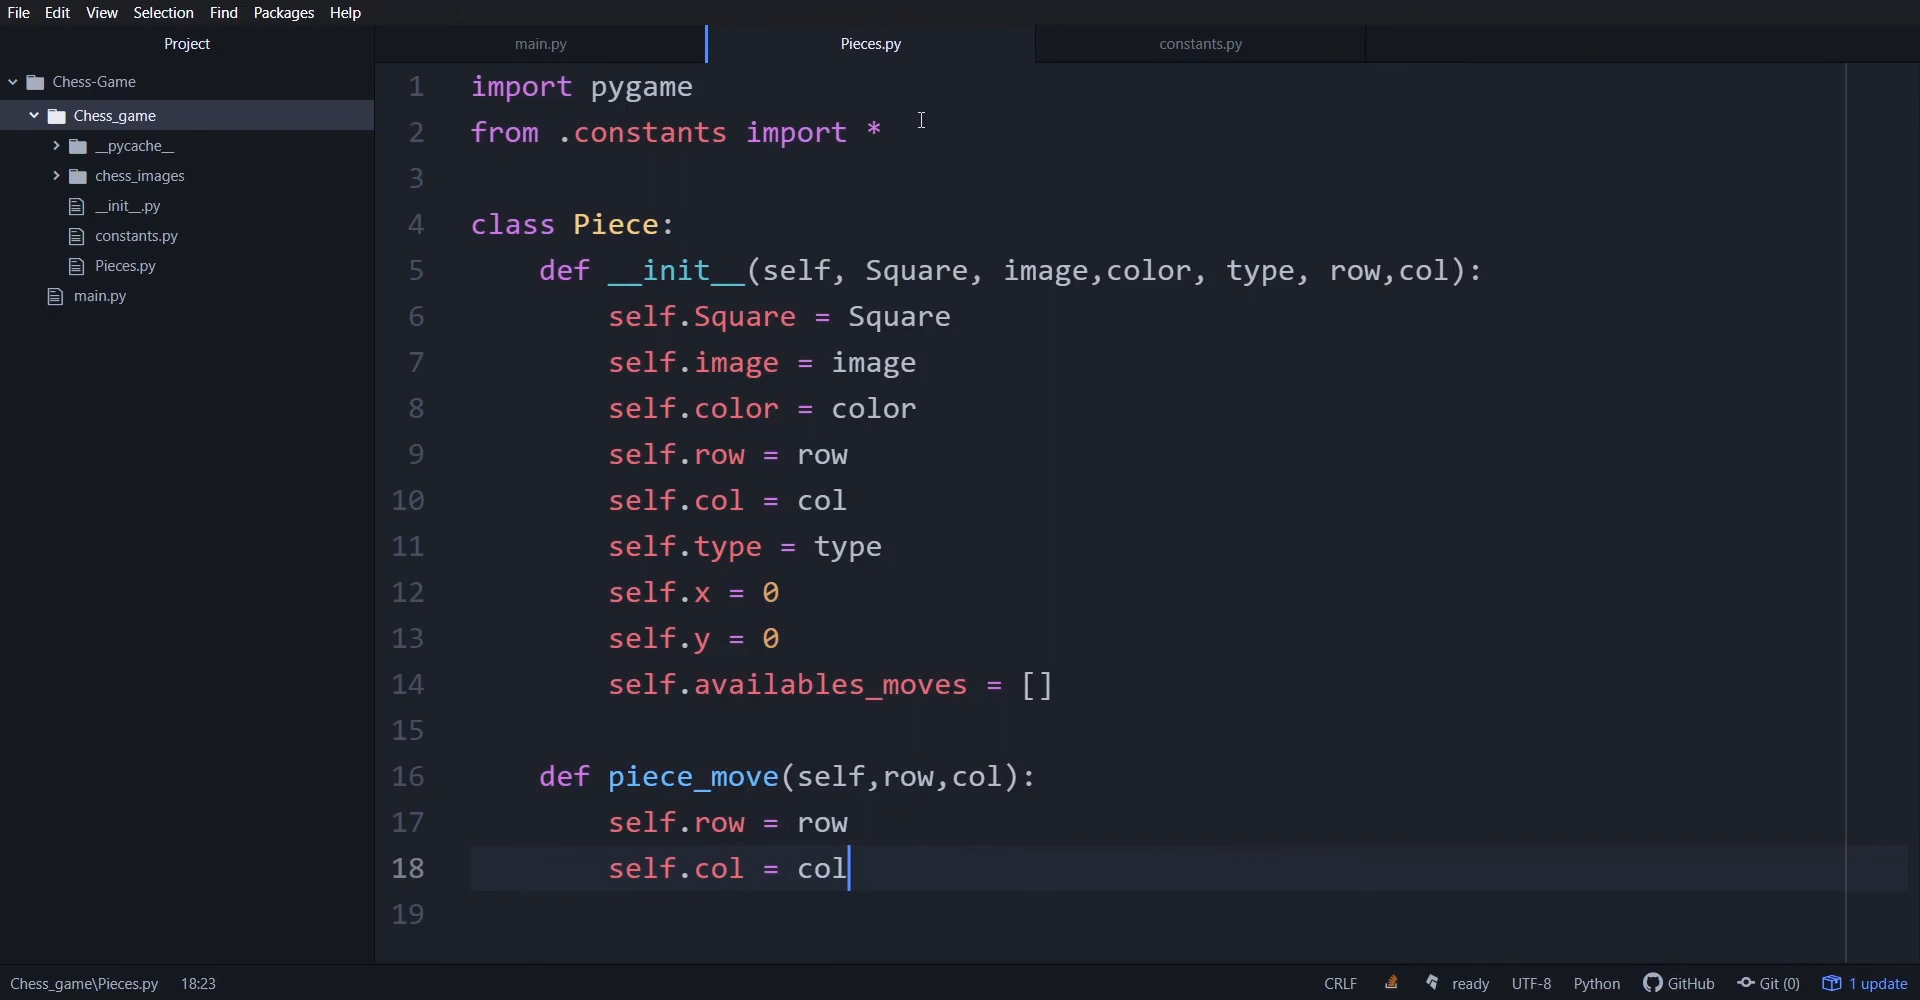 File Edit View Selection Find Packages Help
Project
main.py
Pieces.py
constants.py
Chess-Game
Chess_game
__pycache__
chess_images
__init__.py
constants.py
Pieces.py
main.py
1 import pygame
2 from .constants import *
3
4 class Piece:
5     def __init__(self, Square, image,color, type, row,col):
6         self.Square = Square
7         self.image = image
8         self.color = color
9         self.row = row
10         self.col = col
11         self.type = type
12         self.x = 0
13         self.y = 0
14         self.availables_moves = []
15
16     def piece_move(self,row,col):
17         self.row = row
18         self.col = col
19
Chess_game\Pieces.py 18:23 CRLF ready UTF-8 Python GitHub Git (0) 1 update